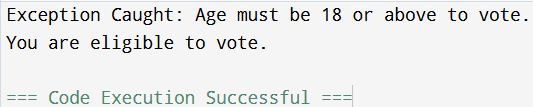 Exception Caught: Age must be 18 or above to vote.
You are eligible to vote.
=== Code Execution Successful ===